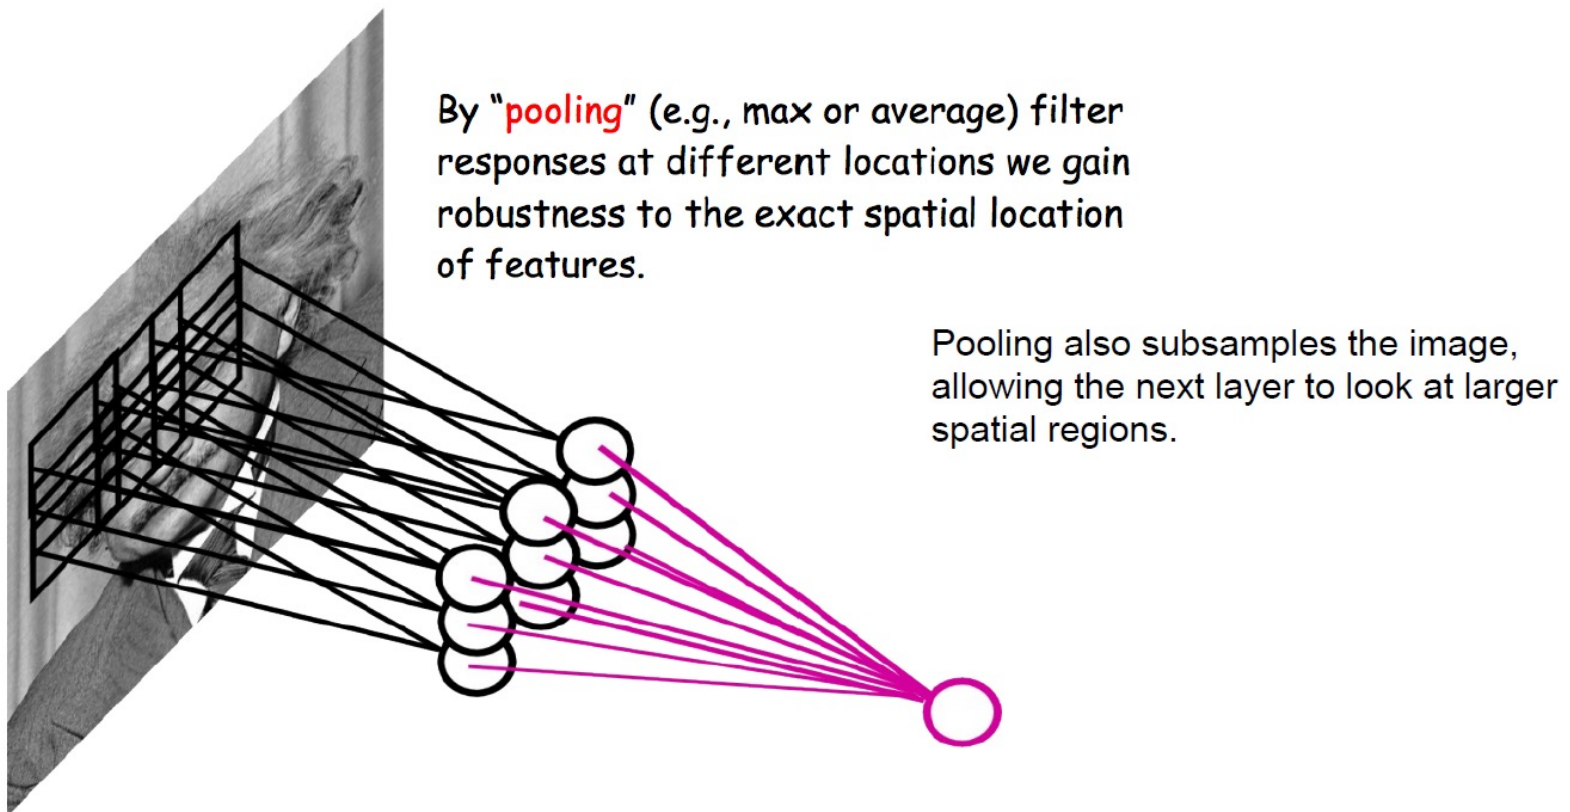 By “pooling” (e.g., max or average) filter
responses at different locations we gain
robustness to the exact spatial location
of features.
Pooling also subsamples the image,
allowing the next layer to look at larger
spatial regions.